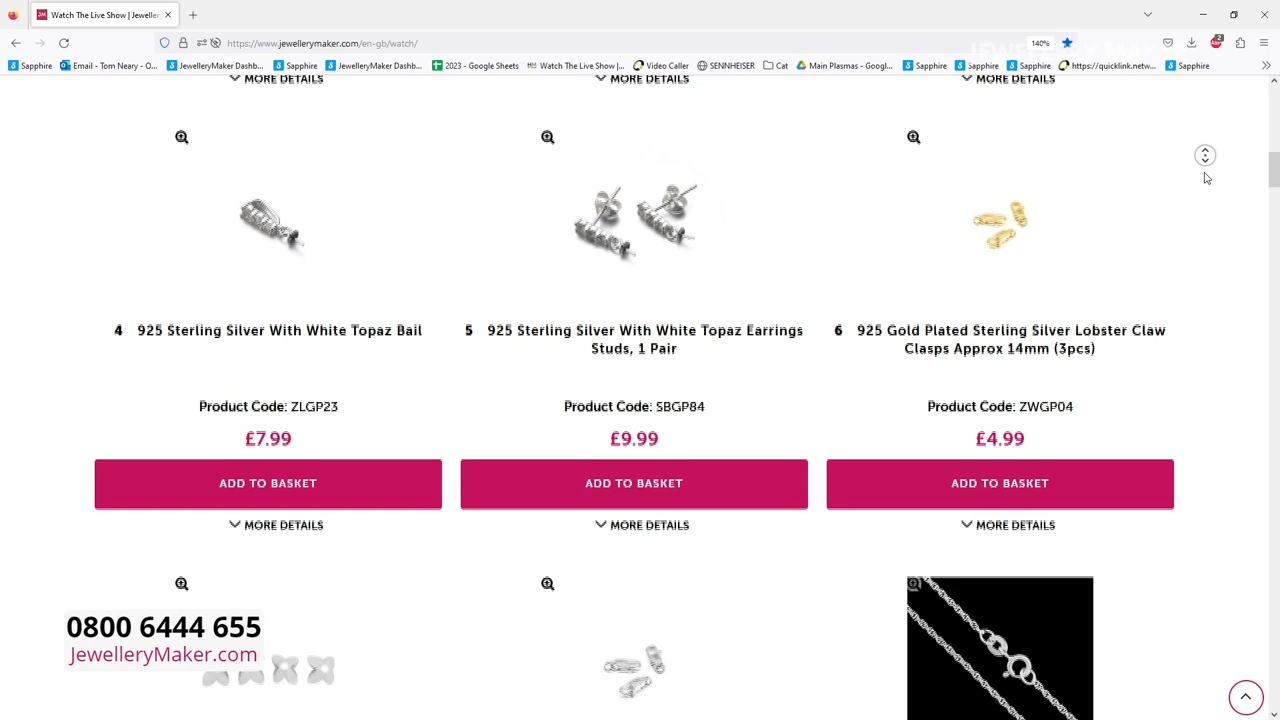 Watch The Live Show | Jeweller
https://www.jewellerymaker.com/en-gb/watch/
140%
2
Sapphire
Email - Tom Neary - O...
JewelleryMaker Dashb...
Sapphire
JewelleryMaker Dashb...
2023 - Google Sheets
Watch The Live Show |...
Video Caller
SENNHEISER
Cat
Main Plasmas - Googl...
Sapphire
Sapphire
Sapphire
https://quicklink.netw...
Sapphire
MORE DETAILS
MORE DETAILS
MORE DETAILS
4 925 Sterling Silver With White Topaz Bail
5 925 Sterling Silver With White Topaz Earrings
Studs, 1 Pair
6 925 Gold Plated Sterling Silver Lobster Claw
Clasps Approx 14mm (3pcs)
Product Code: ZLGP23
Product Code: SBGP84
Product Code: ZWGP04
£7.99
£9.99
£4.99
ADD TO BASKET
ADD TO BASKET
ADD TO BASKET
MORE DETAILS
MORE DETAILS
MORE DETAILS
0800 6444 655
JewelleryMaker.com